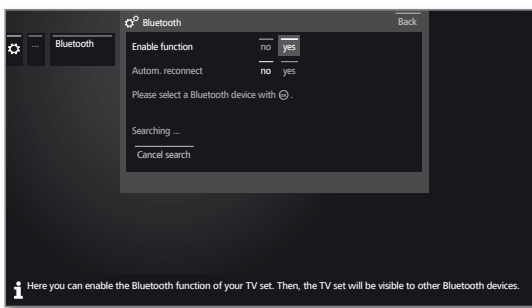 Bluetooth
Back
... Bluetooth
Enable function no yes
Autom. reconnect no yes
Please select a Bluetooth device with OK .
Searching ...
Cancel search
Here you can enable the Bluetooth function of your TV set. Then, the TV set will be visible to other Bluetooth devices.